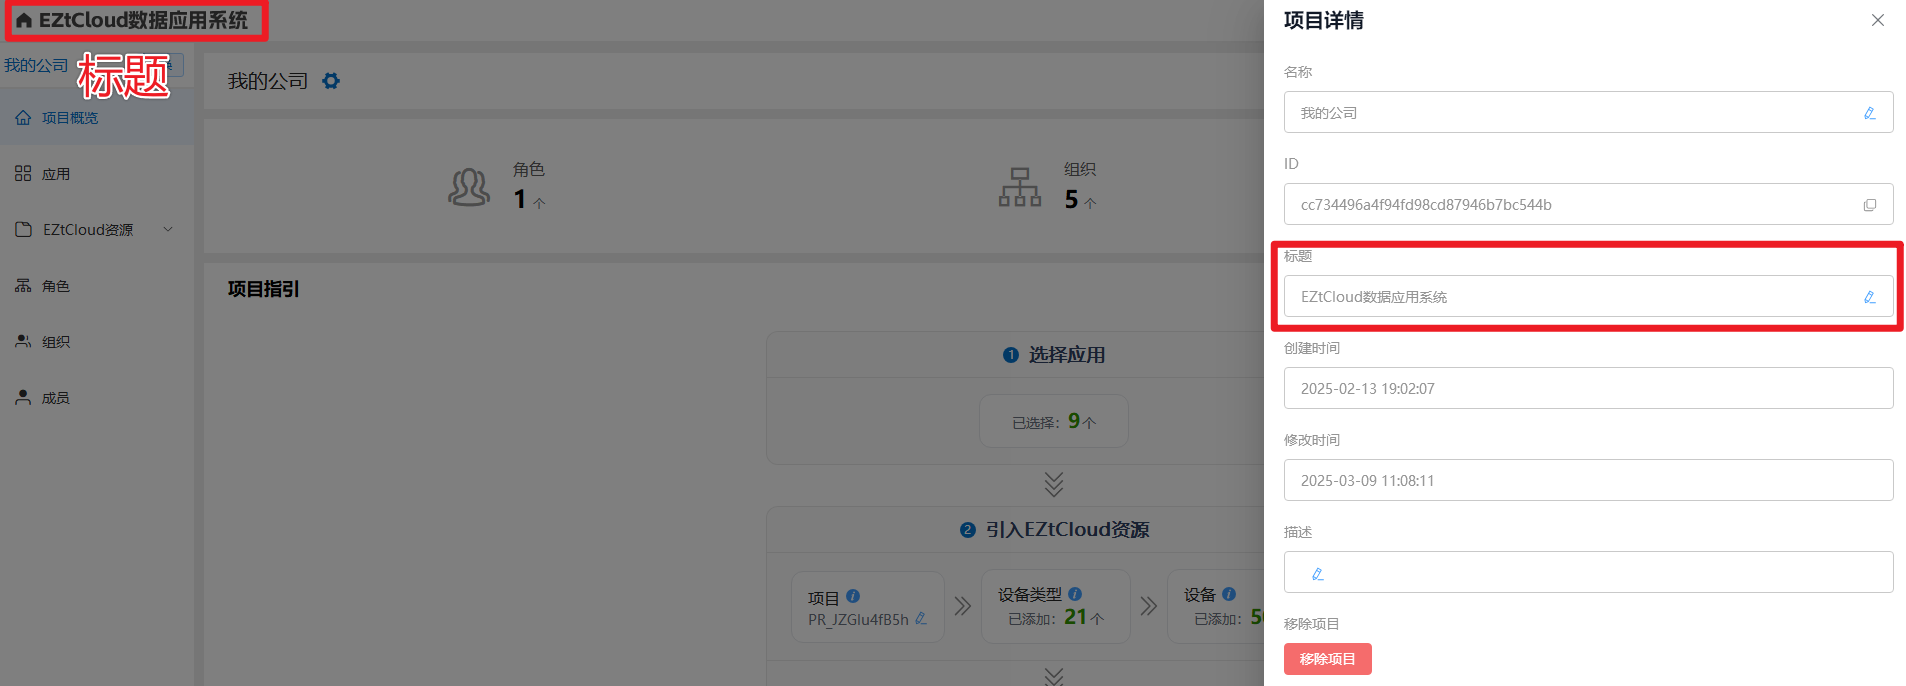 EZtCloud数据应用系统
我的公司
标题
项目概览
应用
EZtCloud资源
角色
组织
成员
我的公司
角色
1 个
组织
5 个
项目指引
1 选择应用
已选择：9个
2 引入EZtCloud资源
项目
PR_JZGlu4fB5h
设备类型
已添加：21个
设备
已添加：
项目详情
名称
我的公司
ID
cc734496a4f94fd98cd87946b7bc544b
标题
EZtCloud数据应用系统
创建时间
2025-02-13 19:02:07
修改时间
2025-03-09 11:08:11
描述
移除项目
移除项目